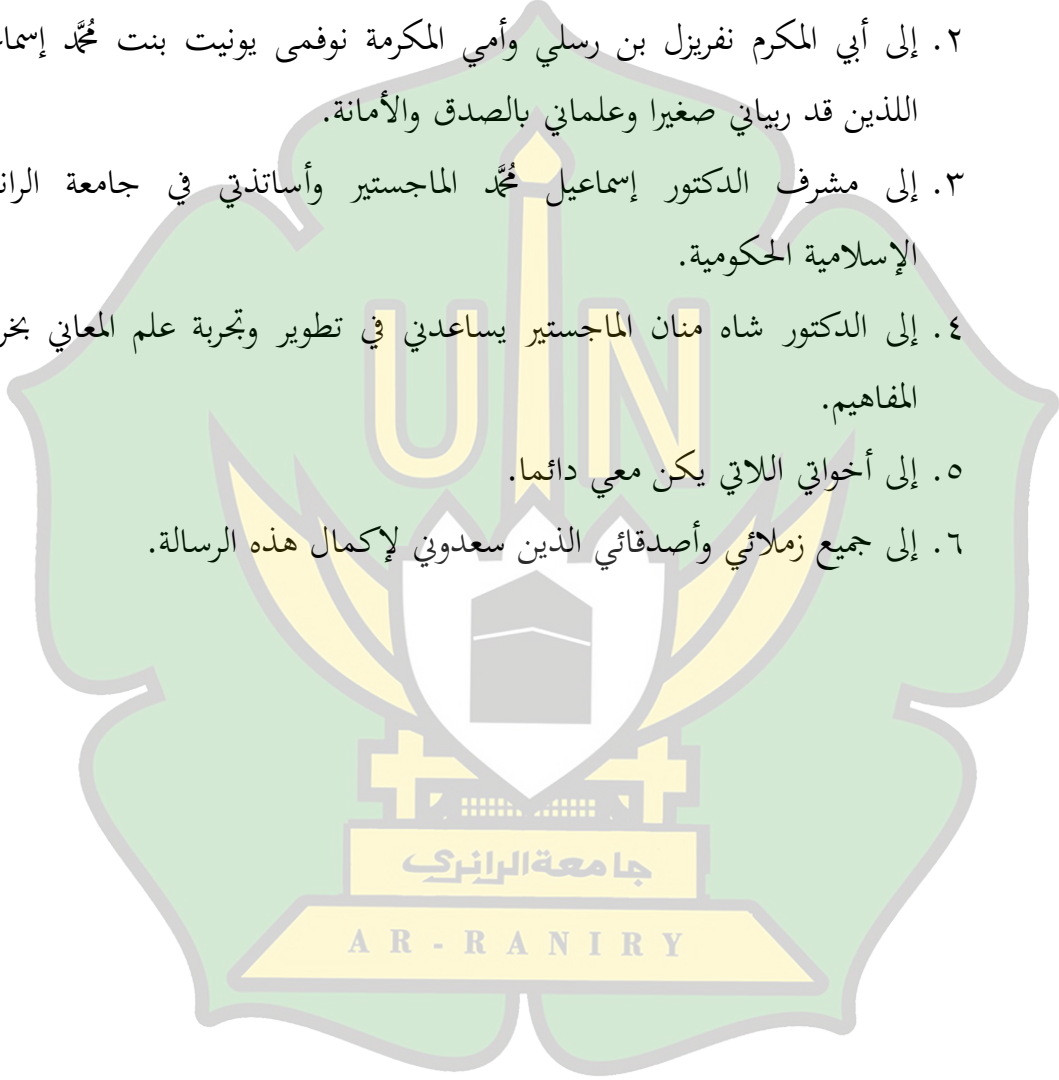 ٢. إلى أبي المكرم نفريزل بن رسلي وأمي المكرمة نوفمى يونيت بنت مُحَمَّد
اللذين قد ربياني صغيرا وعلماني بالصدق والأمانة.
٣. إلى مشرف الدكتور إسماعيل مُحَمَّد الماجستير وأساتذتي في جامعة
الإسلامية الحكومية.
٤. إلى الدكتور شاه منان الماجستير يساعدني في تطوير وتجربة علم المعاني
المفاهيم.
٥. إلى أخواتي اللاتي يكن معي دائما.
٦. إلى جميع زملائي وأصدقائي الذين سعدوني لإكمال هذه الرسالة.
UIN
جامعة الرانري
AR-RANIRY